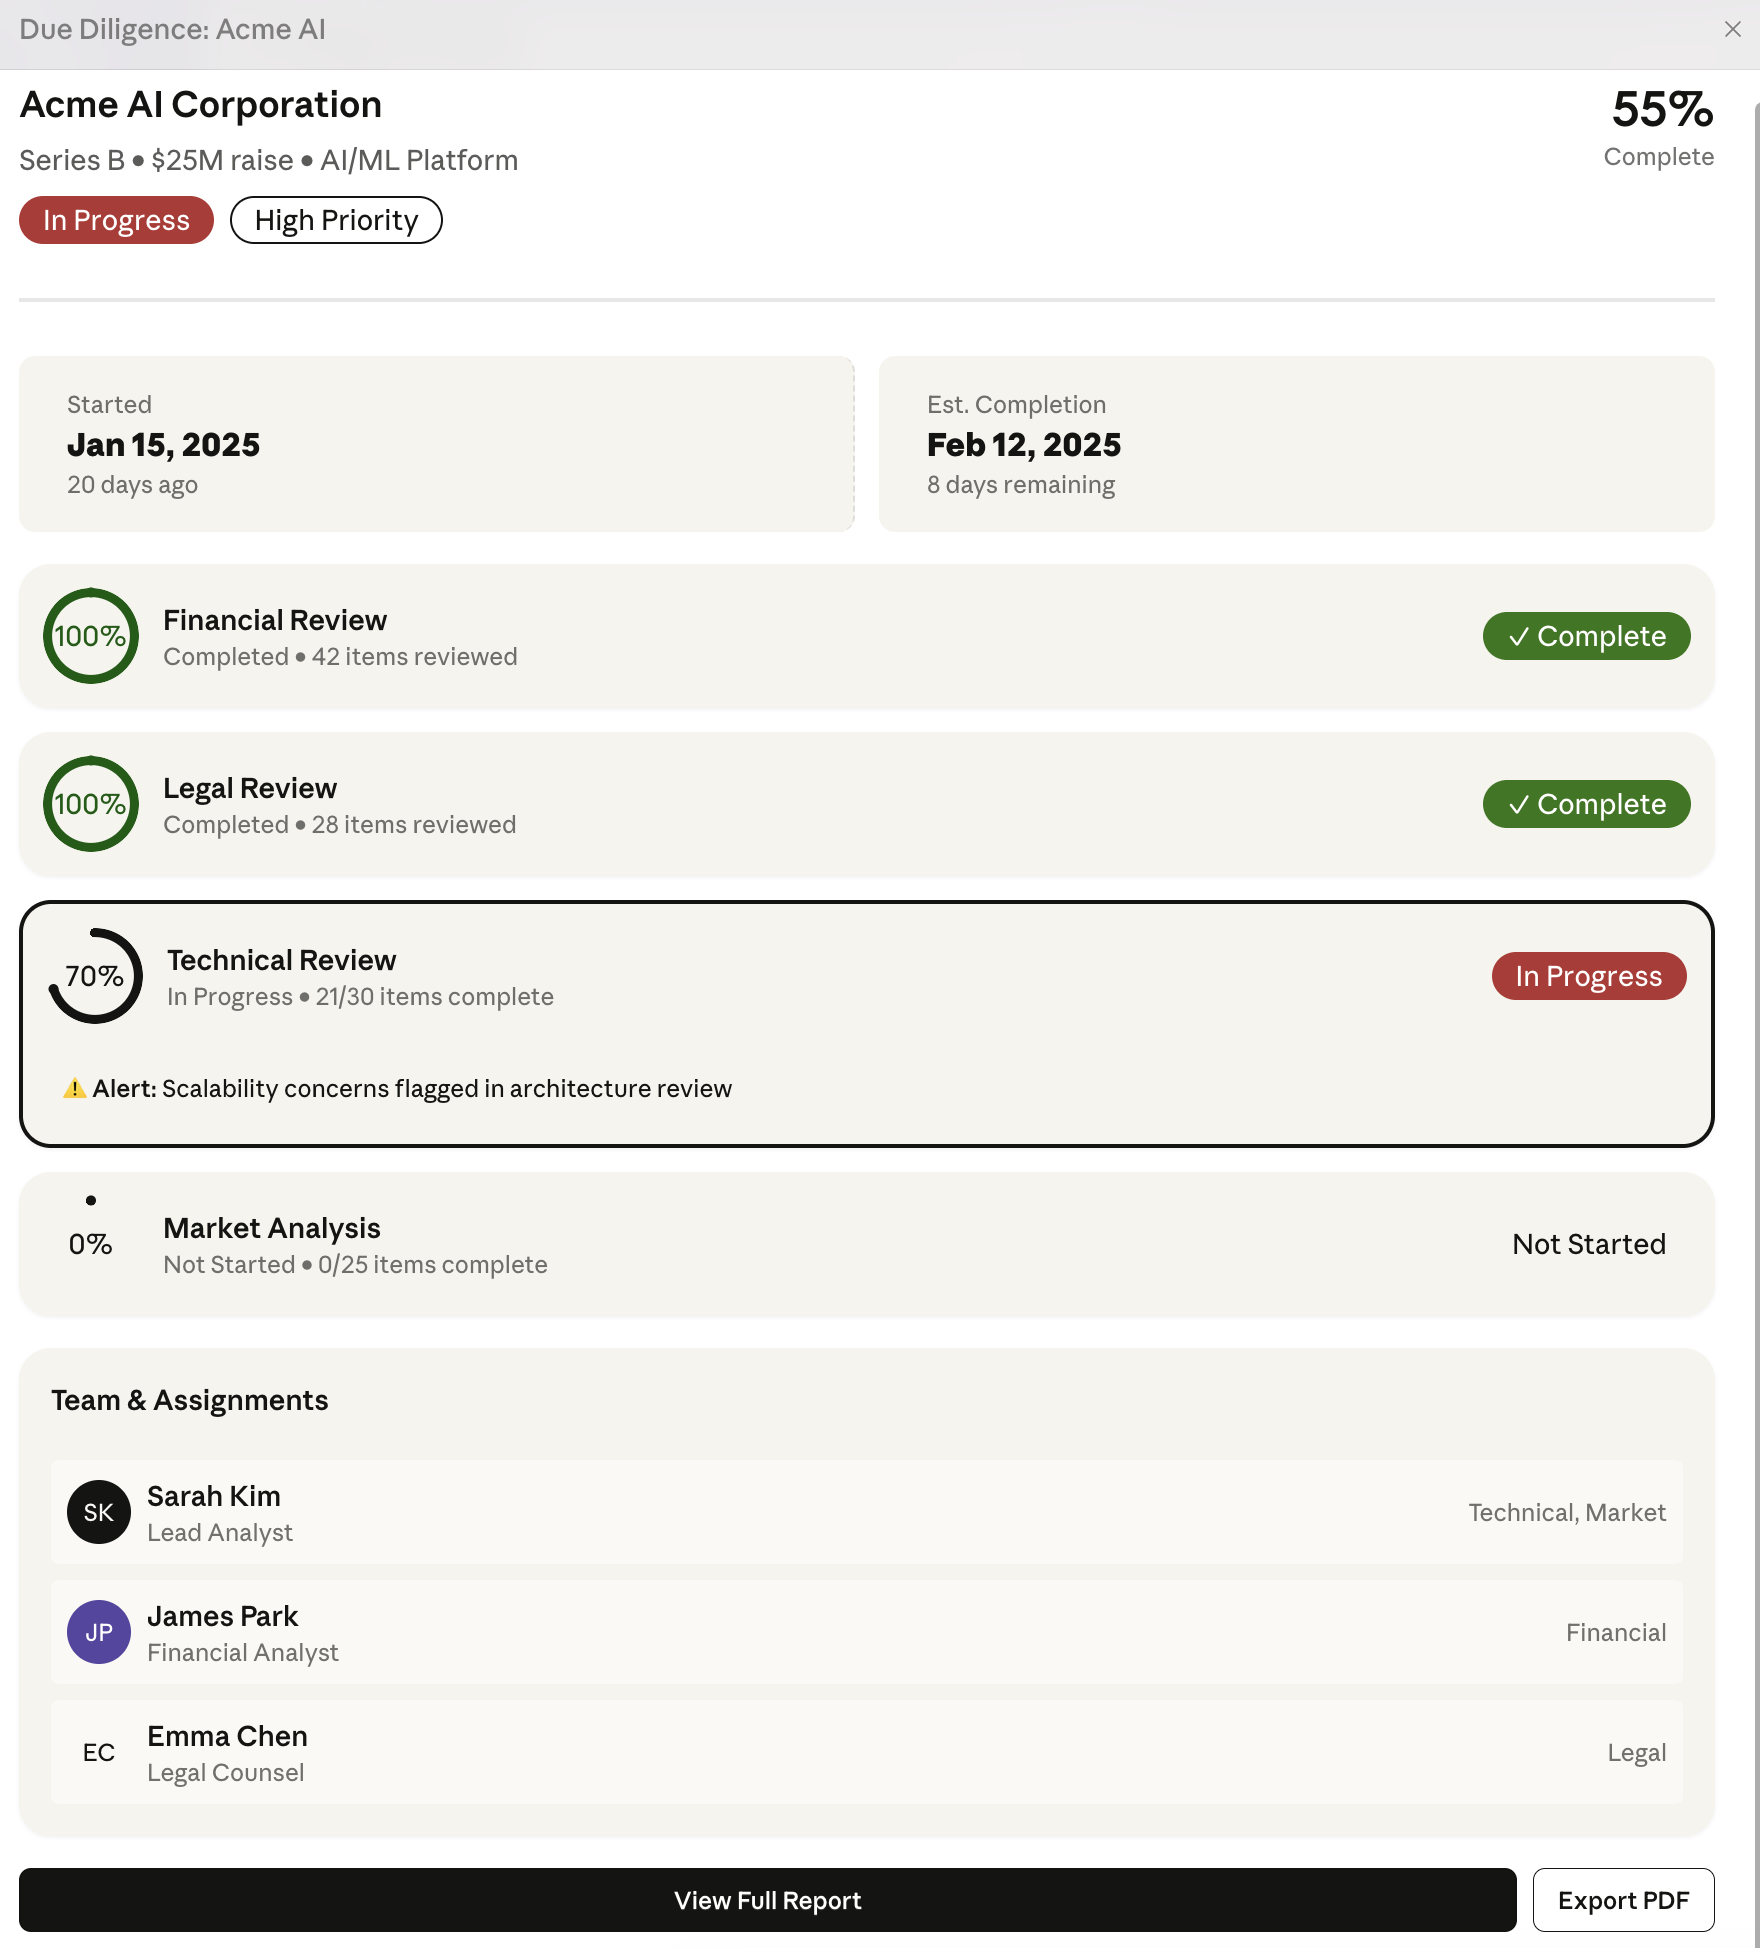 Due Diligence: Acme AI
Acme AI Corporation
55%
Series B • $25M raise • AI/ML Platform
Complete
In Progress
High Priority
Started
Jan 15, 2025
20 days ago
Est. Completion
Feb 12, 2025
8 days remaining
100%
Financial Review
Completed • 42 items reviewed
✓ Complete
100%
Legal Review
Completed • 28 items reviewed
✓ Complete
70%
Technical Review
In Progress • 21/30 items complete
In Progress
⚠️ Alert: Scalability concerns flagged in architecture review
0%
Market Analysis
Not Started • 0/25 items complete
Not Started
Team & Assignments
SK
Sarah Kim
Lead Analyst
Technical, Market
JP
James Park
Financial Analyst
Financial
EC
Emma Chen
Legal Counsel
Legal
View Full Report
Export PDF